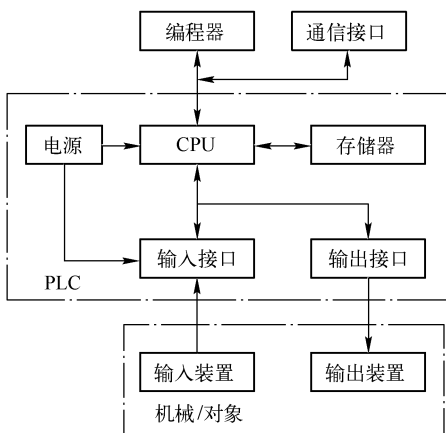 编程器
通信接口
电源
CPU
存储器
输入接口
输出接口
PLC
输入装置
输出装置
机械/对象